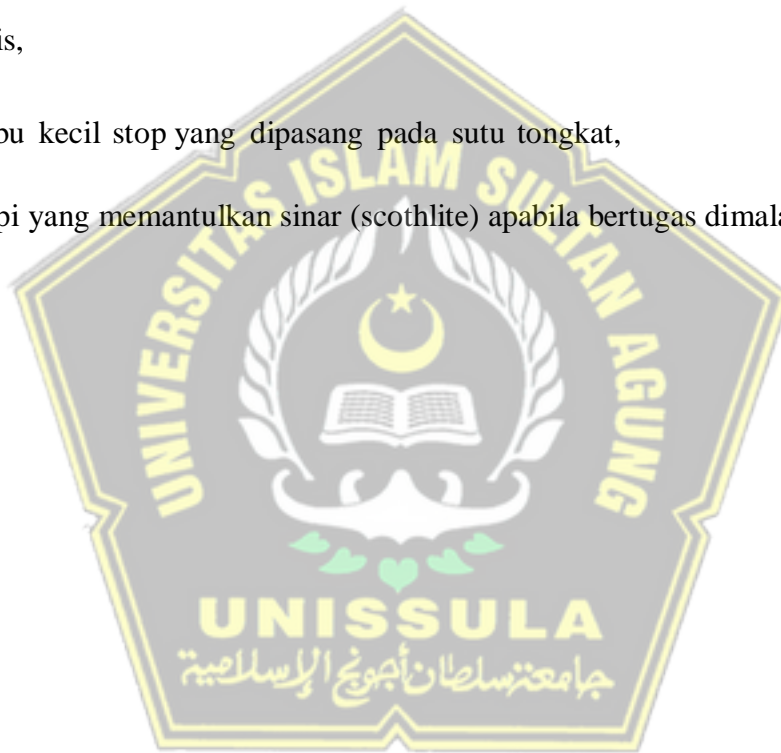 is,
bu kecil stop yang dipasang pada sutu tongkat,
pi yang memantulkan sinar (scothlite) apabila bertugas dimala
UNIVERSITAS ISLAM SULTAN AGUNG
UNISSULA
جامعة سلطان أجونج الإسلامية